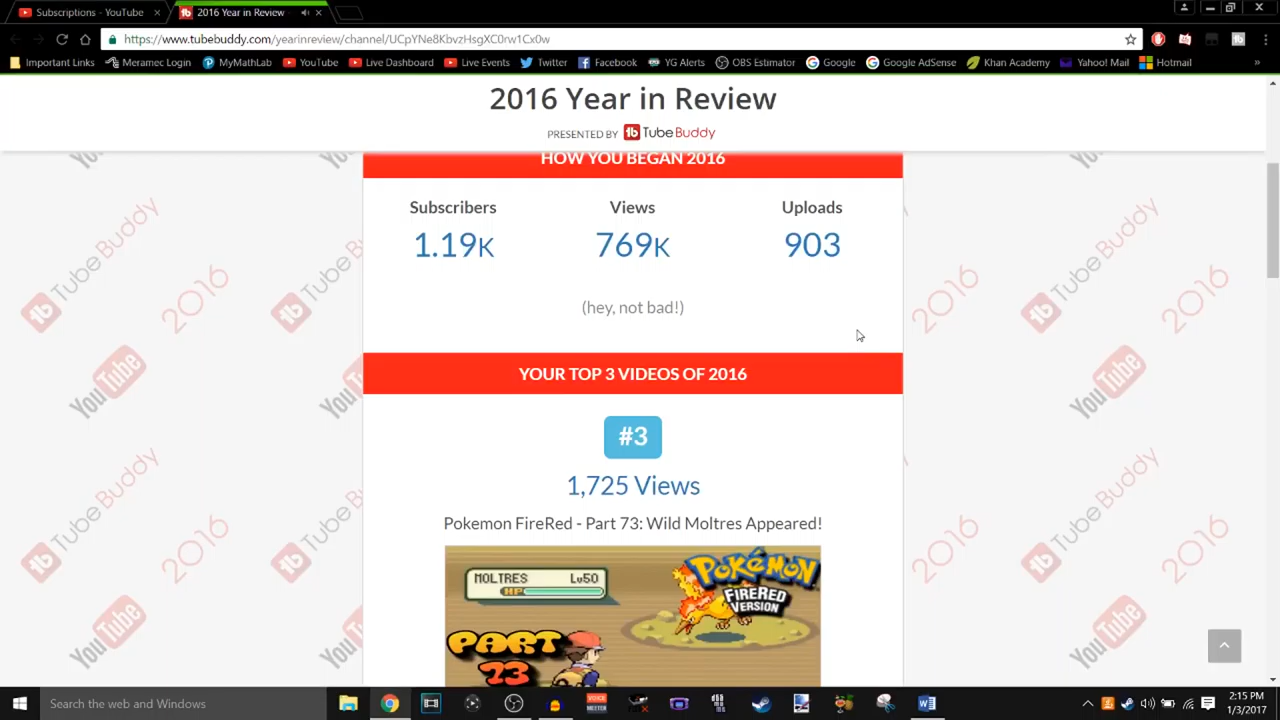 Subscriptions - YouTube
2016 Year in Review
https://www.tubebuddy.com/yearinreview/channel/UCpYNe8KbvzHsgXC0rw1Cx0w
Important Links Meramec Login MyMathLab YouTube Live Dashboard Live Events Twitter Facebook YG Alerts OBS Estimator Google Google AdSense Khan Academy Yahoo! Mail Hotmail
2016 Year in Review
PRESENTED BY TubeBuddy
HOW YOU BEGAN 2016
Subscribers Views Uploads
1.19K 769K 903
(hey, not bad!)
YOUR TOP 3 VIDEOS OF 2016
#3
1,725 Views
Pokemon FireRed - Part 73: Wild Moltres Appeared!
MOLTRES Lv50
HP
POKéMON
FIRERED
VERSION
PART
73
TubeBuddy
2016
YouTube
Search the web and Windows
2:15 PM
1/3/2017